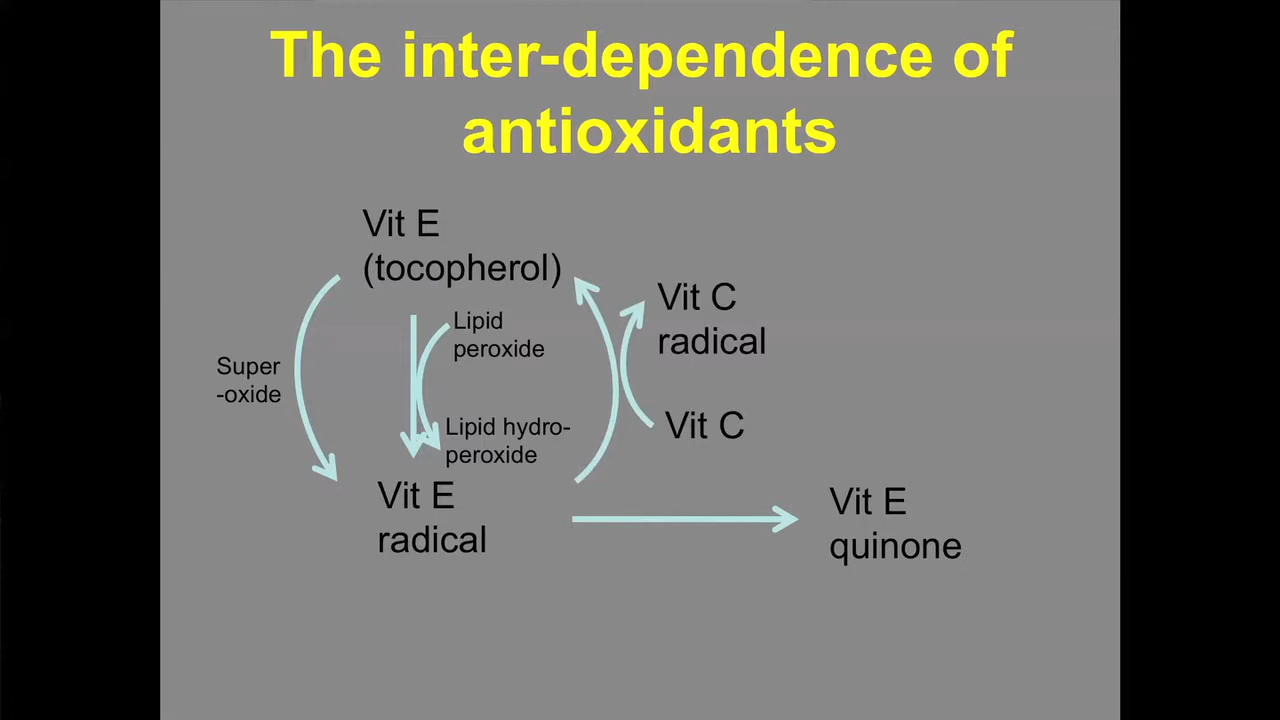 The inter-dependence of
antioxidants
Vit E
(tocopherol)
Lipid
peroxide
Vit C
radical
Super
-oxide
Vit C
Lipid hydro-
peroxide
Vit E
radical
Vit E
quinone